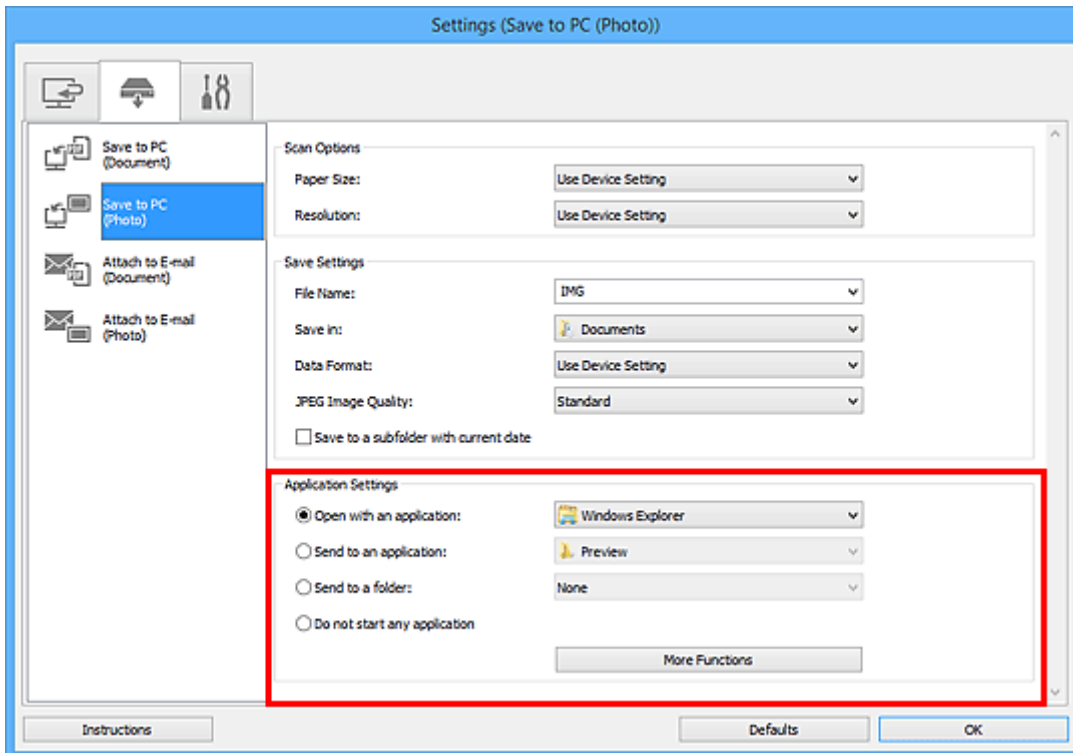 Settings (Save to PC (Photo))
Save to PC
(Document)
Save to PC
(Photo)
Attach to E-mail
(Document)
Attach to E-mail
(Photo)
Scan Options
Paper Size: Use Device Setting
Resolution: Use Device Setting
Save Settings
File Name: IMG
Save in: Documents
Data Format: Use Device Setting
JPEG Image Quality: Standard
Save to a subfolder with current date
Application Settings
Open with an application: Windows Explorer
Send to an application: Preview
Send to a folder: None
Do not start any application
More Functions
Instructions Defaults OK